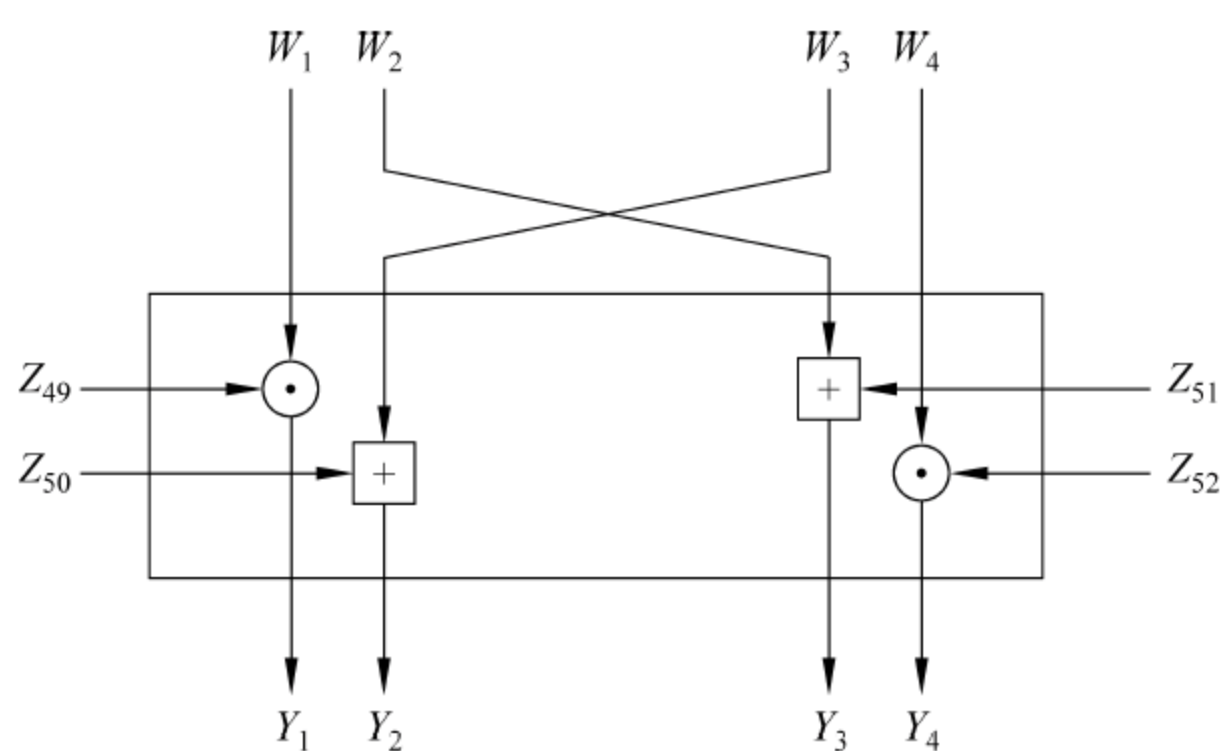 W₁ W₂ W₃ W₄
Z₄₉ + Z₅₁
Z₅₀ + Z₅₂
Y₁ Y₂ Y₃ Y₄